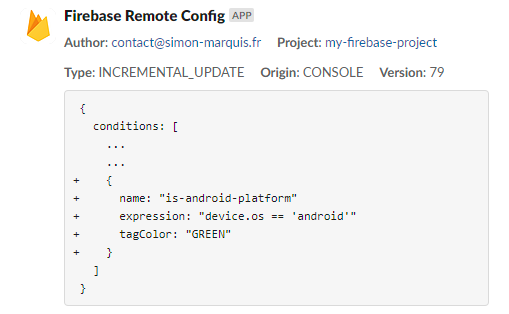 Firebase Remote Config APP
Author: contact@simon-marquis.fr Project: my-firebase-project
Type: INCREMENTAL_UPDATE Origin: CONSOLE Version: 79
{
  conditions: [
    ...
    ...
+    {
+      name: "is-android-platform"
+      expression: "device.os == 'android'"
+      tagColor: "GREEN"
+    }
  ]
}